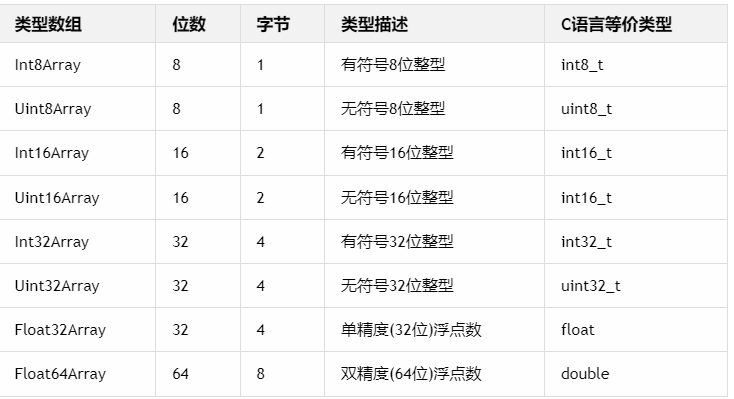 类型数组 位数 字节 类型描述 C语言等价类型
Int8Array 8 1 有符号8位整型 int8_t
Uint8Array 8 1 无符号8位整型 uint8_t
Int16Array 16 2 有符号16位整型 int16_t
Uint16Array 16 2 无符号16位整型 int16_t
Int32Array 32 4 有符号32位整型 int32_t
Uint32Array 32 4 无符号32位整型 uint32_t
Float32Array 32 4 单精度(32位)浮点数 float
Float64Array 64 8 双精度(64位)浮点数 double